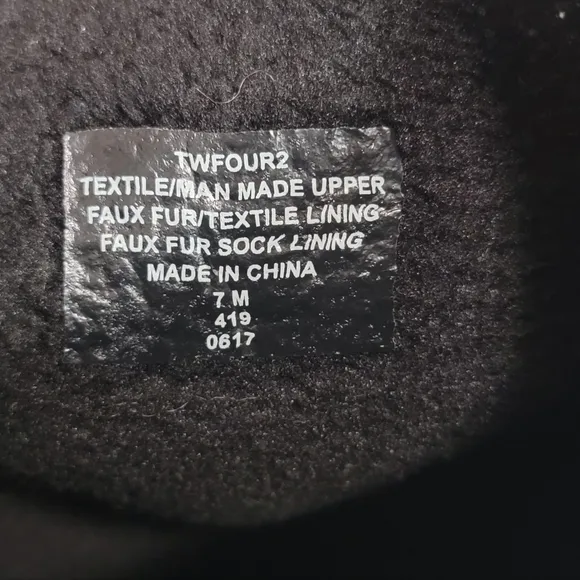 TWFOUR2
TEXTILE/MAN MADE UPPER
FAUX FUR/TEXTILE LINING
FAUX FUR SOCK LINING
MADE IN CHINA
7 M
419
0617